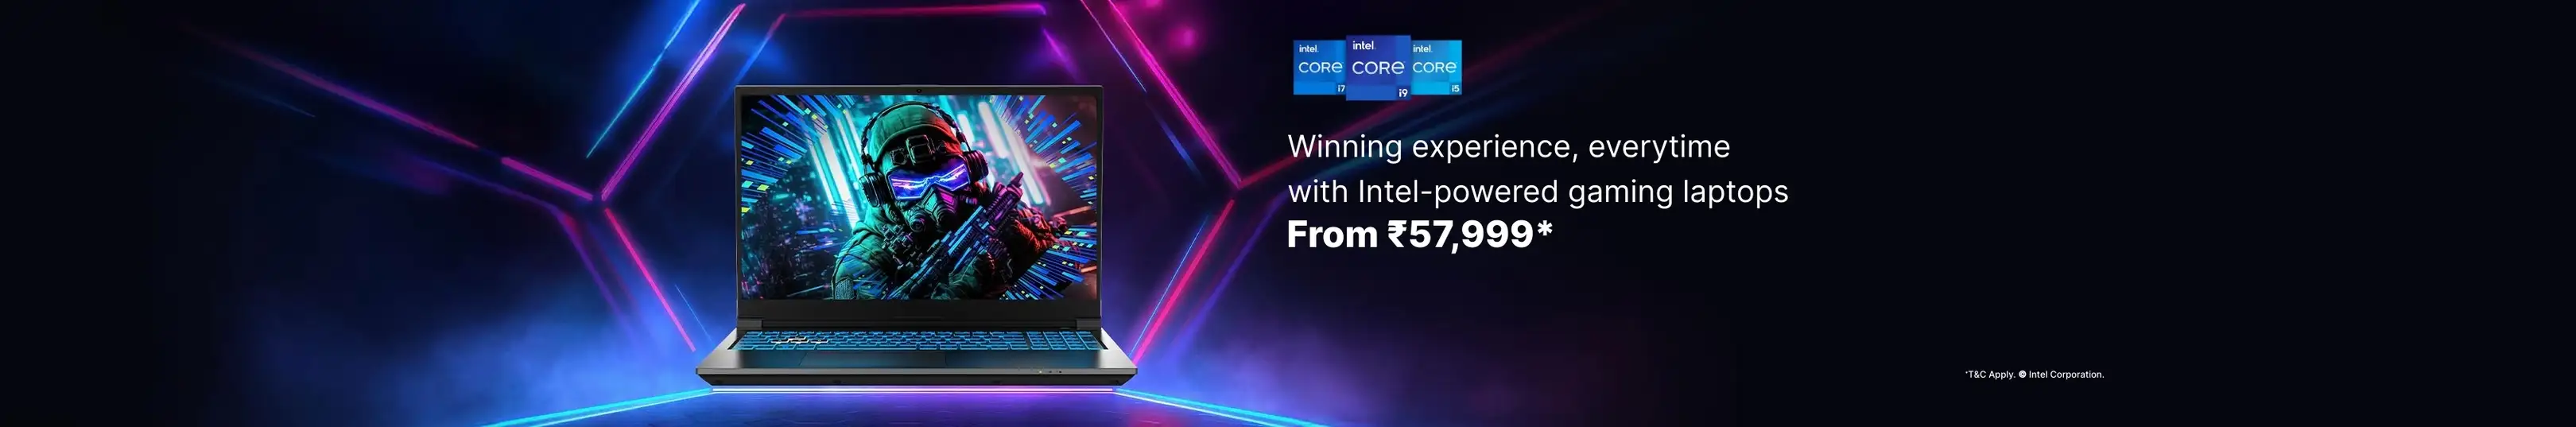 intel. intel. intel.
CORE CORE CORE
i7 i9 i5
Winning experience, everytime
with Intel-powered gaming laptops
From ₹57,999*
*T&C Apply. © Intel Corporation.